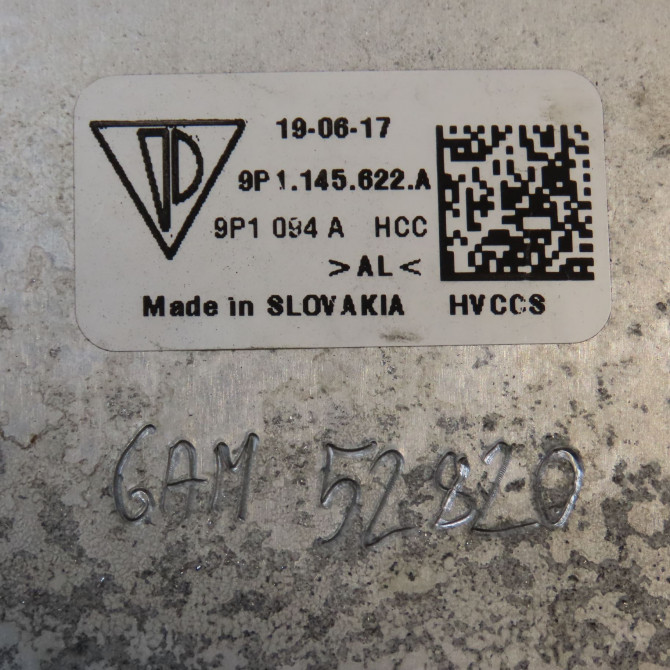 19-06-17
9P1.145.622.A
9P1 094 A HCC
>AL<
Made in SLOVAKIA HVCCS
GAM 52820